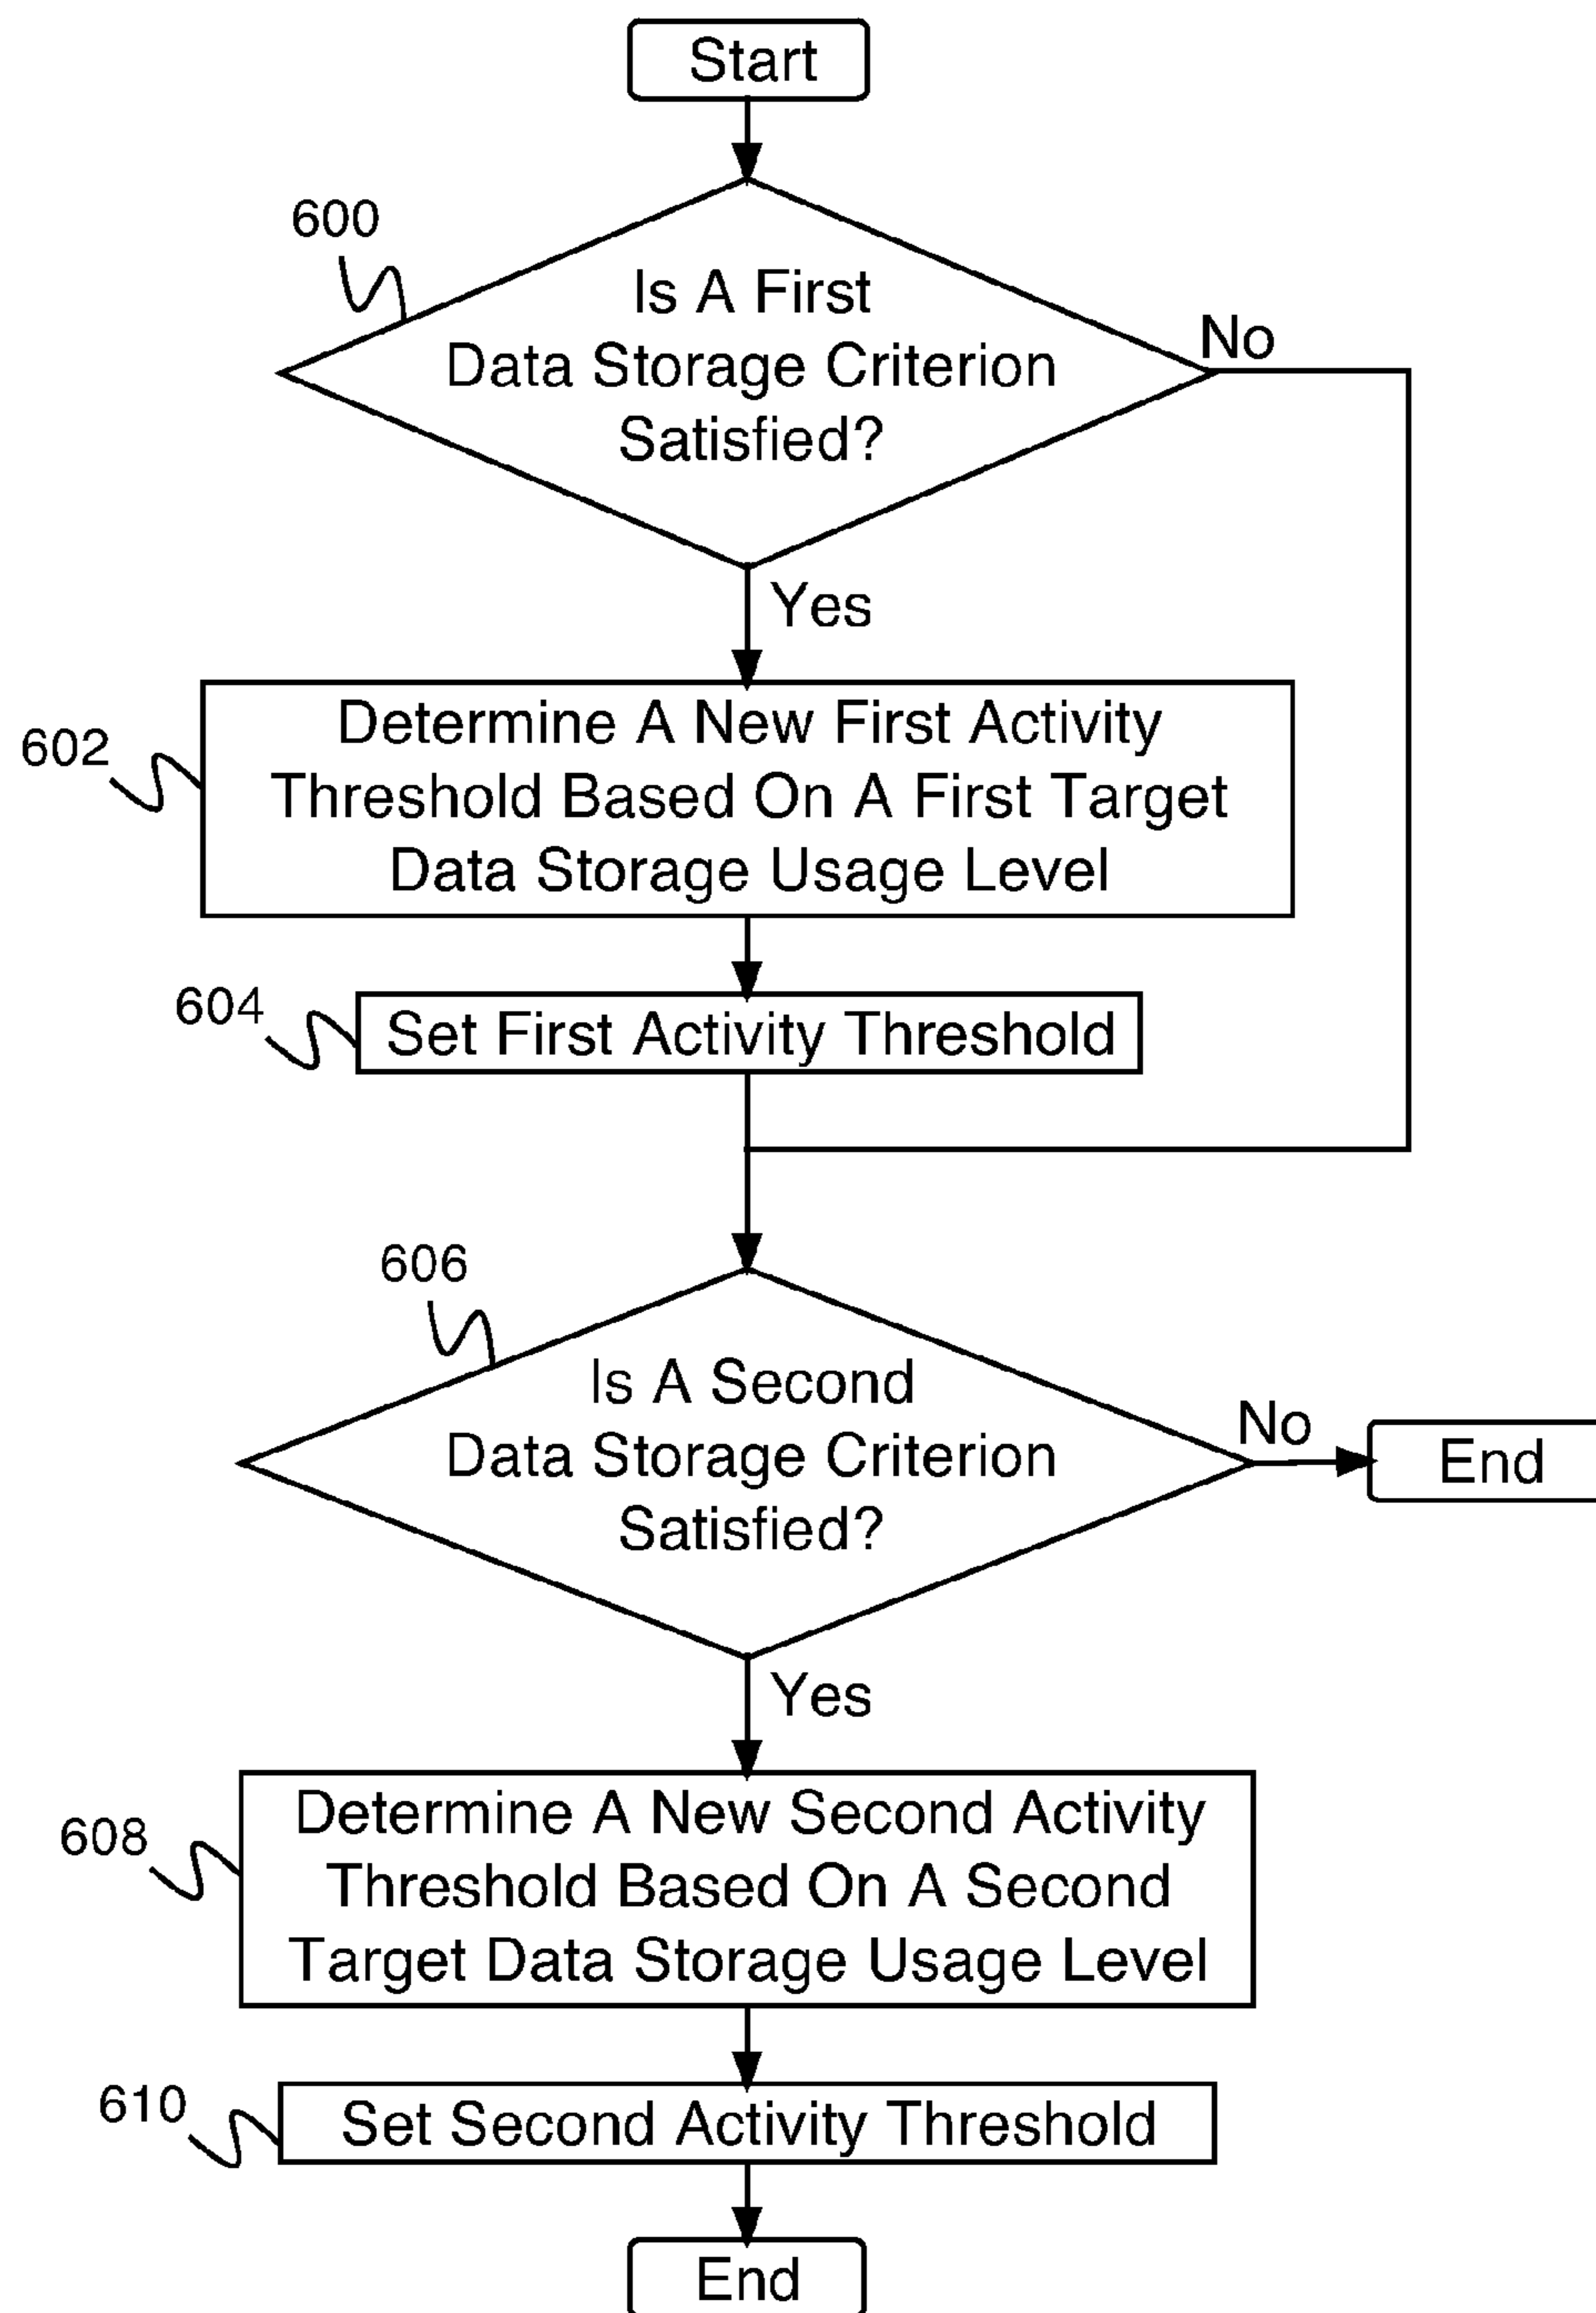 Start
600
Is A First
Data Storage Criterion
Satisfied?
No
Yes
602
Determine A New First Activity
Threshold Based On A First Target
Data Storage Usage Level
604
Set First Activity Threshold
606
Is A Second
Data Storage Criterion
Satisfied?
No
End
Yes
608
Determine A New Second Activity
Threshold Based On A Second
Target Data Storage Usage Level
610
Set Second Activity Threshold
End